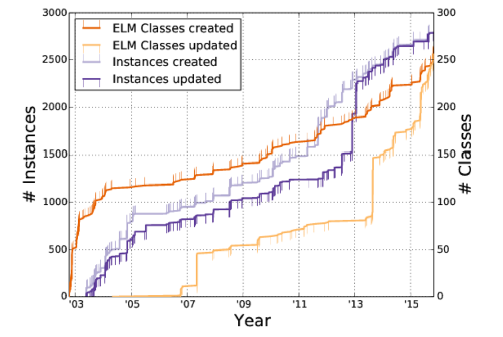 3000
2500
2000
1500
1000
500
0
# Instances
ELM Classes created
ELM Classes updated
Instances created
Instances updated
300
250
200
150
100
50
0
# Classes
'03 '05 '07 '09 '11 '13 '15
Year